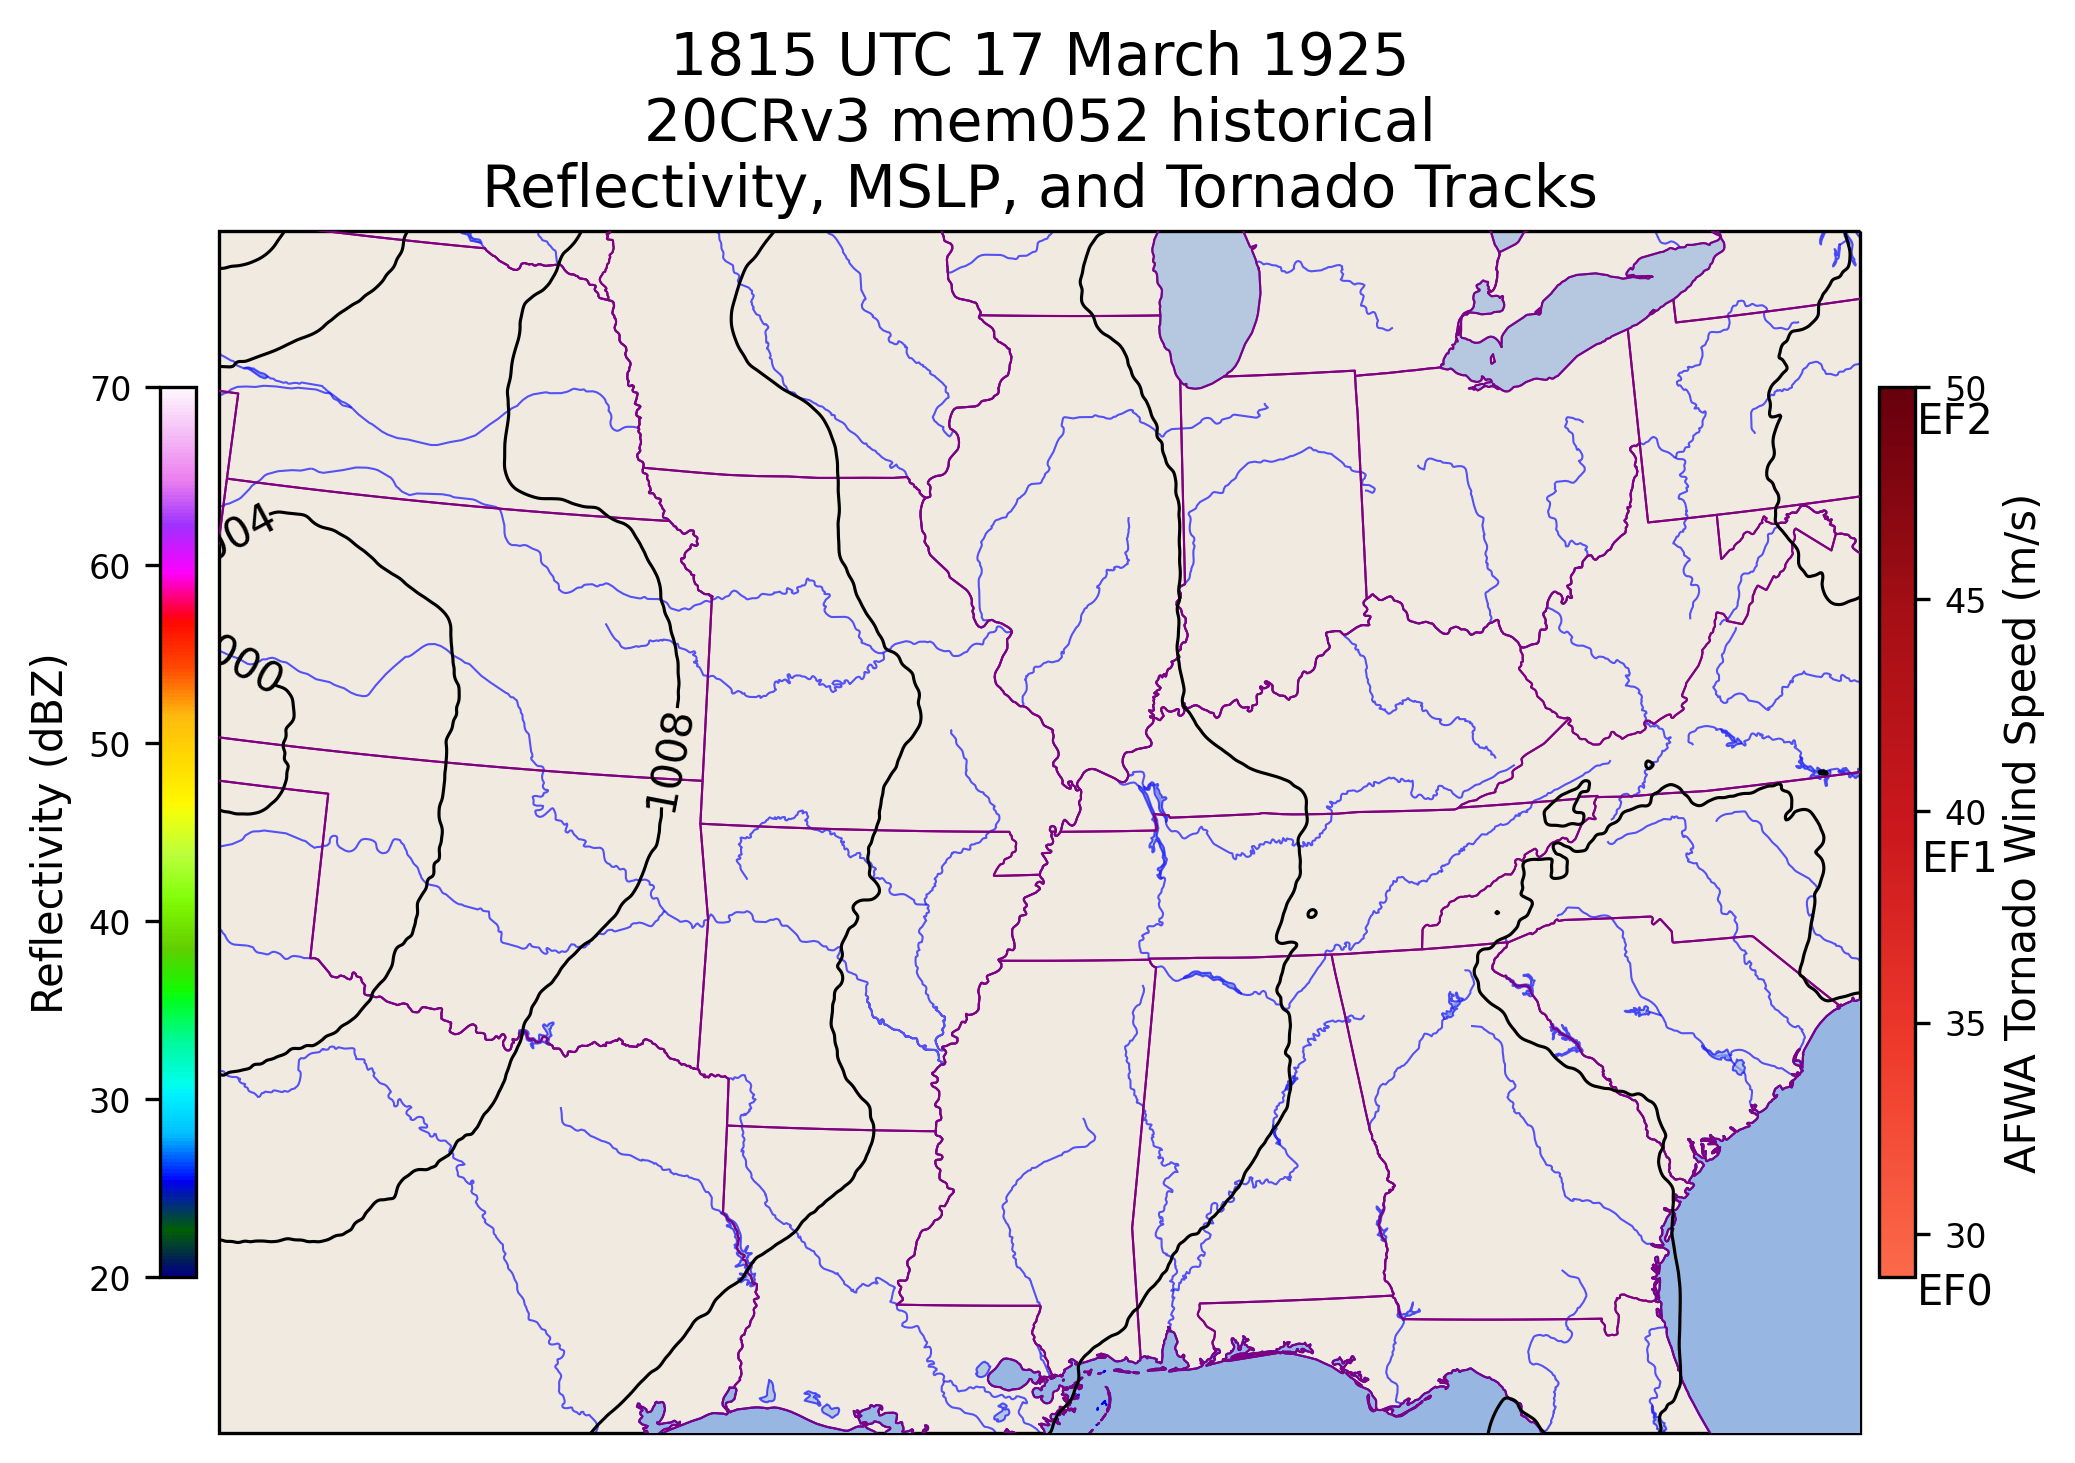 1815 UTC 17 March 1925
20CRv3 mem052 historical
Reflectivity, MSLP, and Tornado Tracks
70
60
50
40
30
20
Reflectivity (dBZ)
04
000
1008
50
EF2
45
40
EF1
35
30
EF0
AFWA Tornado Wind Speed (m/s)